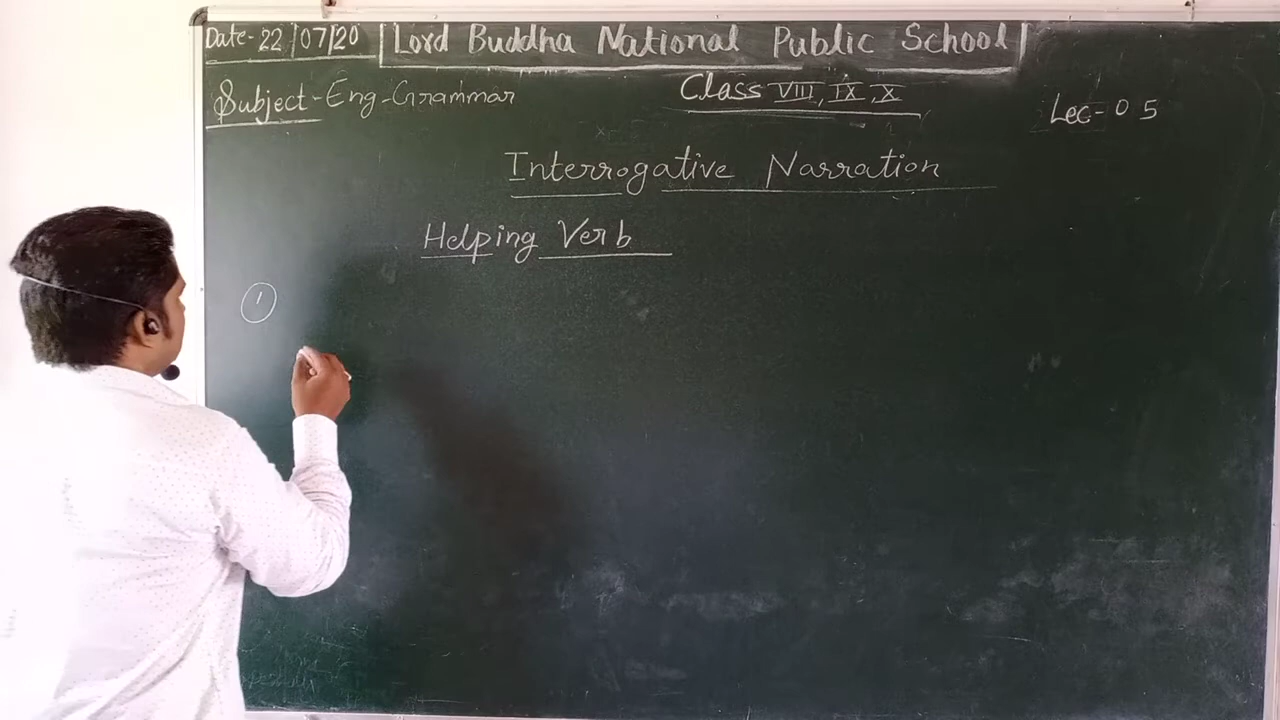 Date- 22/07/20 Lord Buddha National Public School
Subject-Eng-Grammar Class VIII, IX, X Lec-05
Interrogative Narration
Helping Verb
1